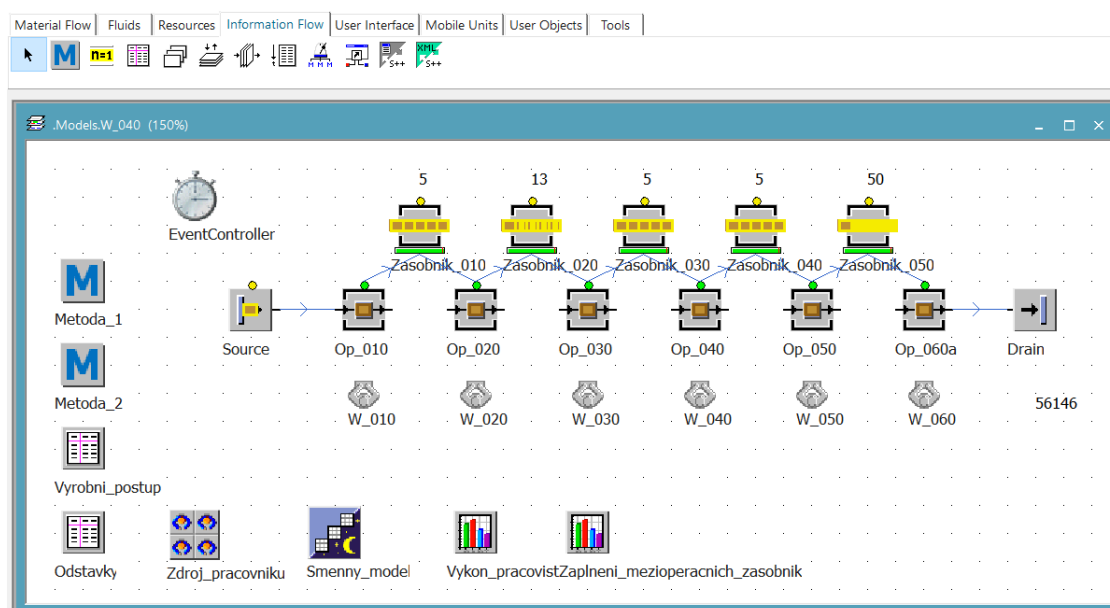 Material Flow Fluids Resources Information Flow User Interface Mobile Units User Objects Tools
M n=1 M M M S++ XML S++
.Models.W_040 (150%)
5 13 5 5 50
EventController
Zasobnik_010 Zasobnik_020 Zasobnik_030 Zasobnik_040 Zasobnik_050
M
Metoda_1
Source Op_010 Op_020 Op_030 Op_040 Op_050 Op_060a Drain
M
Metoda_2
56146
W_010 W_020 W_030 W_040 W_050 W_060
Vyrobni_postup
Odstavky Zdroj_pracovniku Smenny_model Vykon_pracovist Zaplneni_mezioperacnich_zasobnik